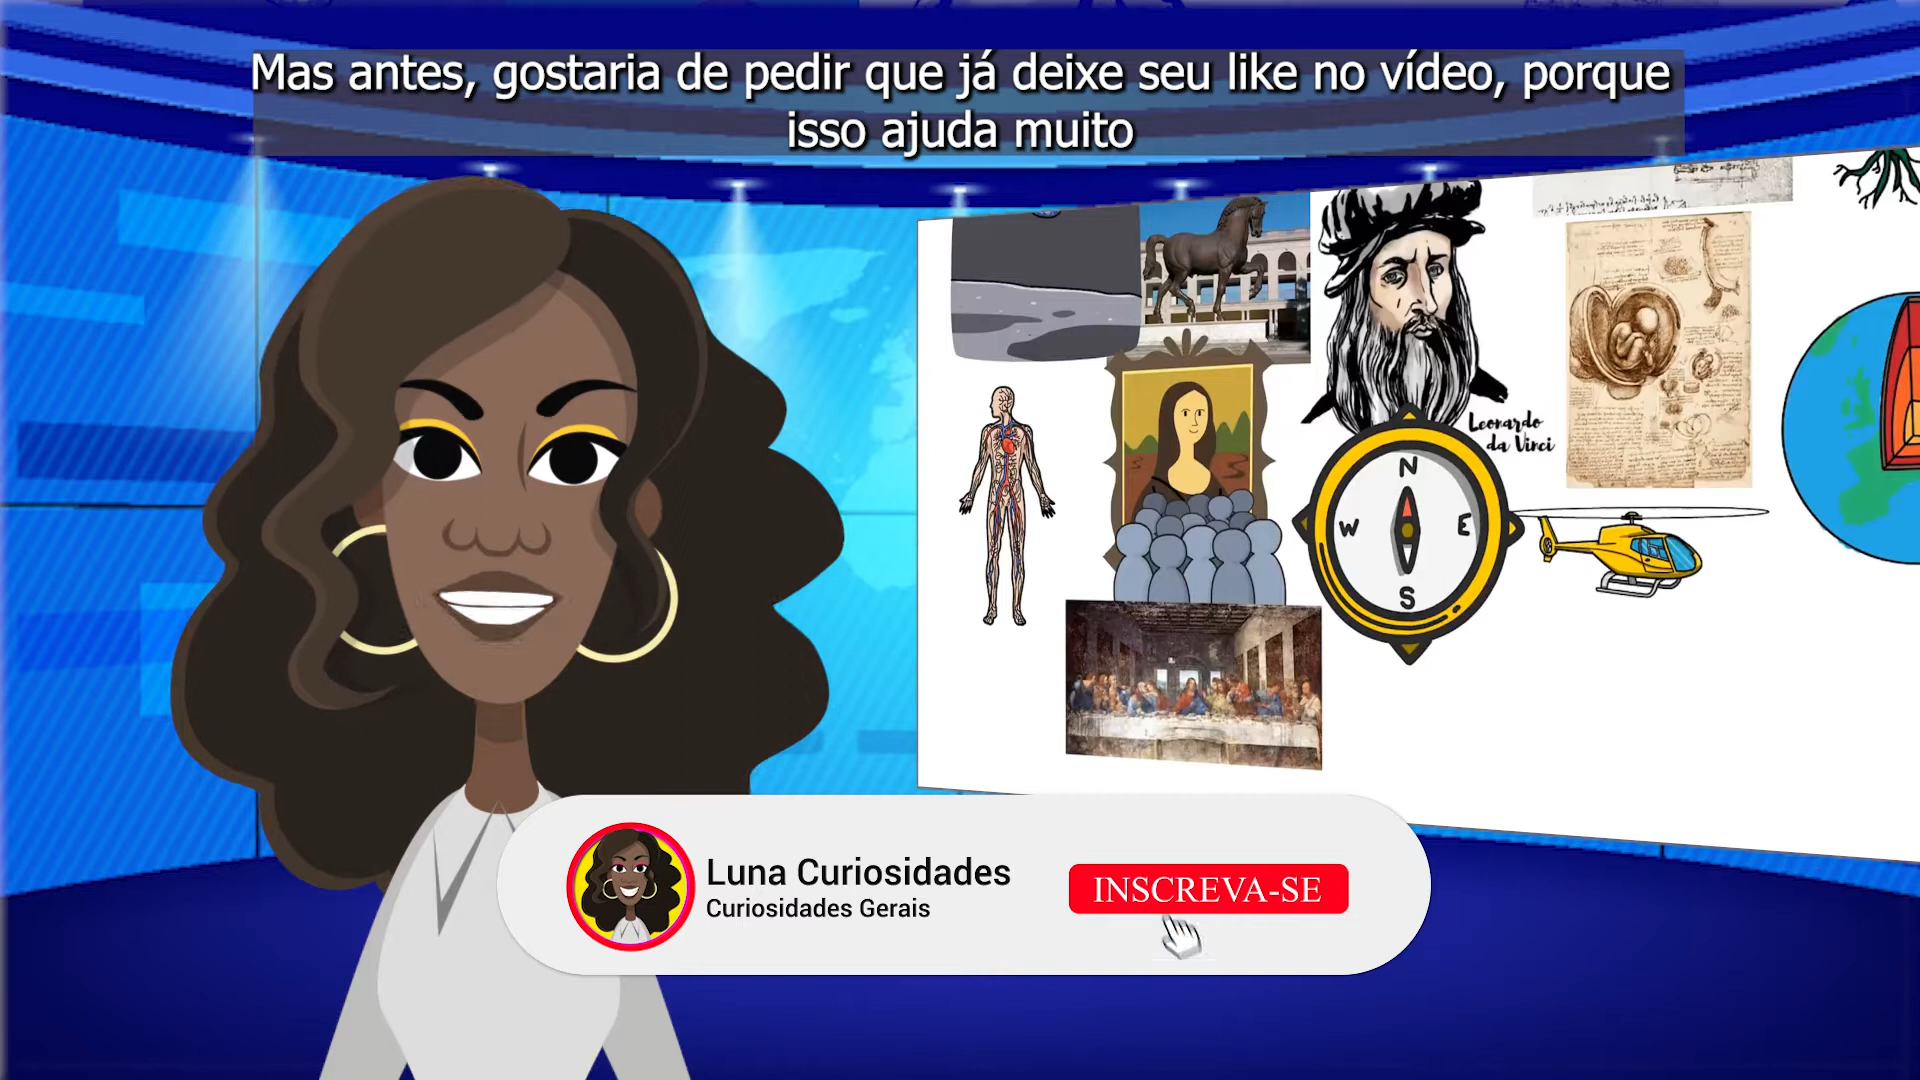 Mas antes, gostaria de pedir que já deixe seu like no vídeo, porque
isso ajuda muito
Leonardo
da Vinci
N
W
E
S
Luna Curiosidades
Curiosidades Gerais
INSCREVA-SE